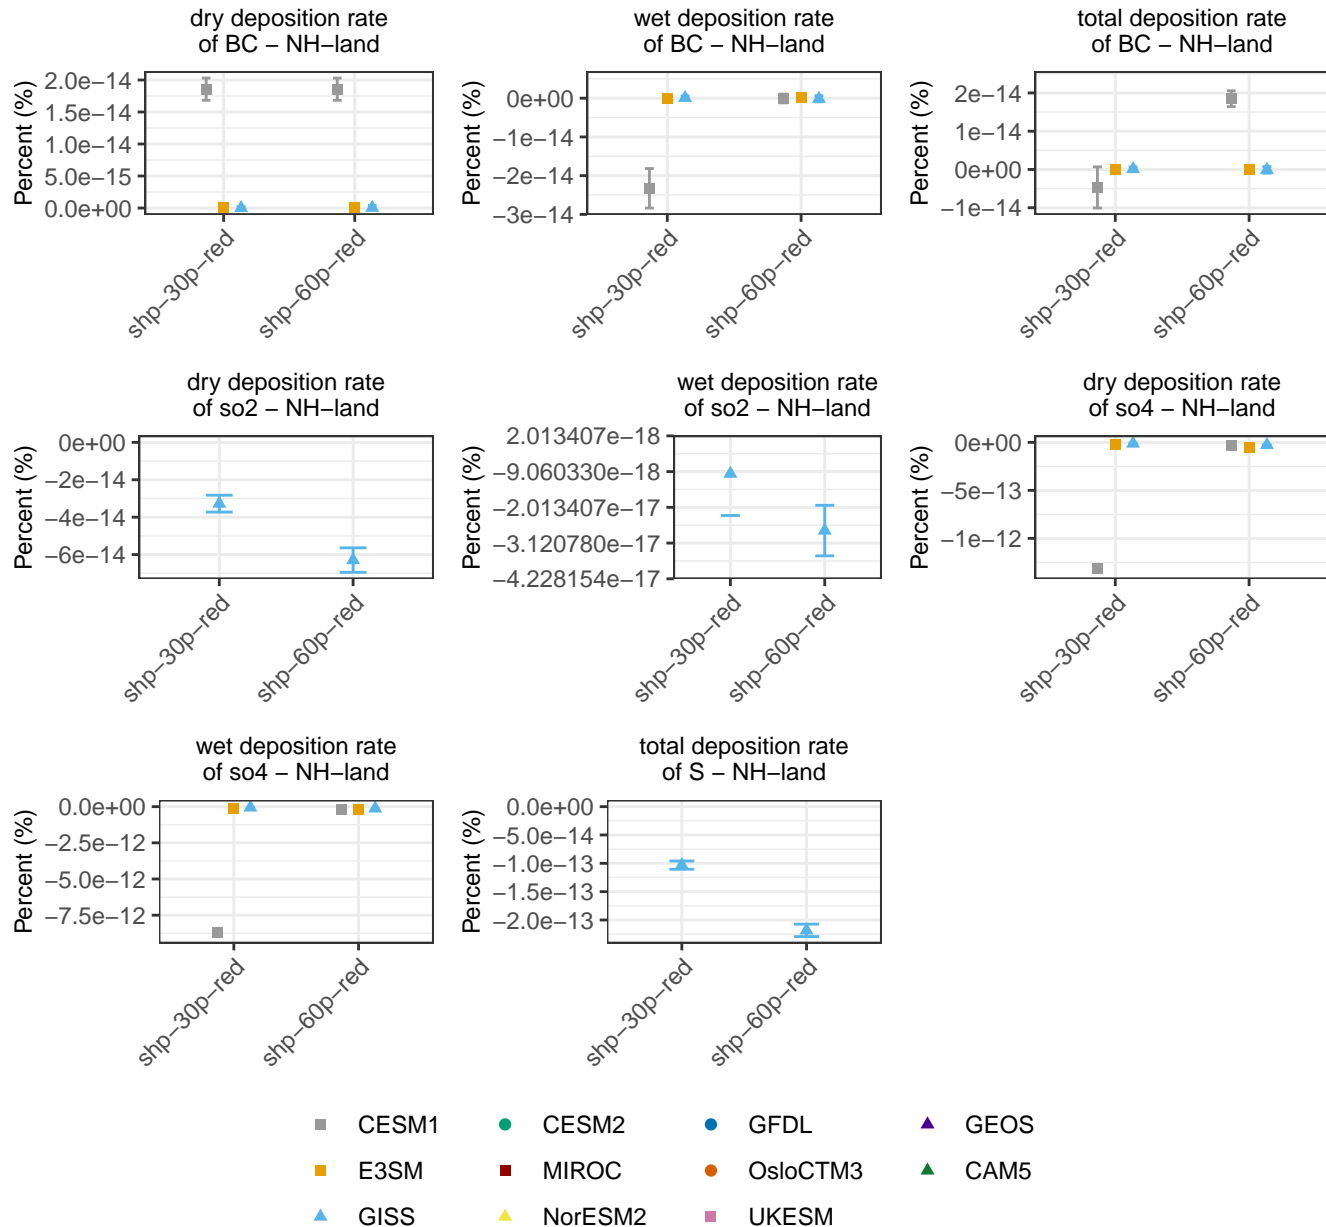 dry deposition rate
of BC − NH−land
wet deposition rate
of BC − NH−land
total deposition rate
of BC − NH−land
Percent (%)
2.0e−14
1.5e−14
1.0e−14
5.0e−15
0.0e+00
shp−30p−red
shp−60p−red
Percent (%)
0e+00
−1e−14
−2e−14
−3e−14
shp−30p−red
shp−60p−red
Percent (%)
2e−14
1e−14
0e+00
−1e−14
shp−30p−red
shp−60p−red
dry deposition rate
of so2 − NH−land
wet deposition rate
of so2 − NH−land
dry deposition rate
of so4 − NH−land
Percent (%)
0e+00
−2e−14
−4e−14
−6e−14
shp−30p−red
shp−60p−red
Percent (%)
2.013407e−18
−9.060330e−18
−2.013407e−17
−3.120780e−17
−4.228154e−17
shp−30p−red
shp−60p−red
Percent (%)
0e+00
−5e−13
−1e−12
shp−30p−red
shp−60p−red
wet deposition rate
of so4 − NH−land
total deposition rate
of S − NH−land
Percent (%)
0.0e+00
−2.5e−12
−5.0e−12
−7.5e−12
shp−30p−red
shp−60p−red
Percent (%)
0.0e+00
−5.0e−14
−1.0e−13
−1.5e−13
−2.0e−13
shp−30p−red
shp−60p−red
CESM1
CESM2
GFDL
GEOS
E3SM
MIROC
OsloCTM3
CAM5
GISS
NorESM2
UKESM